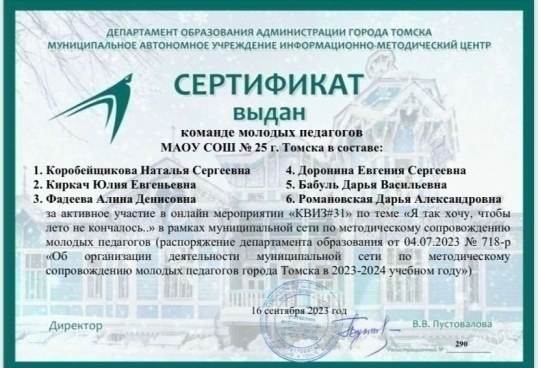 ДЕПАРТАМЕНТ ОБРАЗОВАНИЯ АДМИНИСТРАЦИИ ГОРОДА ТОМСКА
МУНИЦИПАЛЬНОЕ АВТОНОМНОЕ УЧРЕЖДЕНИЕ ИНФОРМАЦИОННО-МЕТОДИЧЕСКИЙ ЦЕНТР
СЕРТИФИКАТ
выдан
команде молодых педагогов
МАОУ СОШ № 25 г. Томска в составе:
1. Коробейщикова Наталья Сергеевна
2. Киркач Юлия Евгеньевна
3. Фадеева Алина Денисовна
4. Доронина Евгения Сергеевна
5. Бабуль Дарья Васильевна
6. Романовская Дарья Александровна
за активное участие в онлайн мероприятии «КВИЗ#31» по теме «Я так хочу, чтобы
лето не кончалось..» в рамках муниципальной сети по методическому сопровождению
молодых педагогов (распоряжение департамента образования от 04.07.2023 № 718-р
«Об организации деятельности муниципальной сети по методическому
сопровождению молодых педагогов города Томска в 2023-2024 учебном году»)
16 сентября 2023 год
Директор
В.В. Пустовалова
Регистрационный № 290